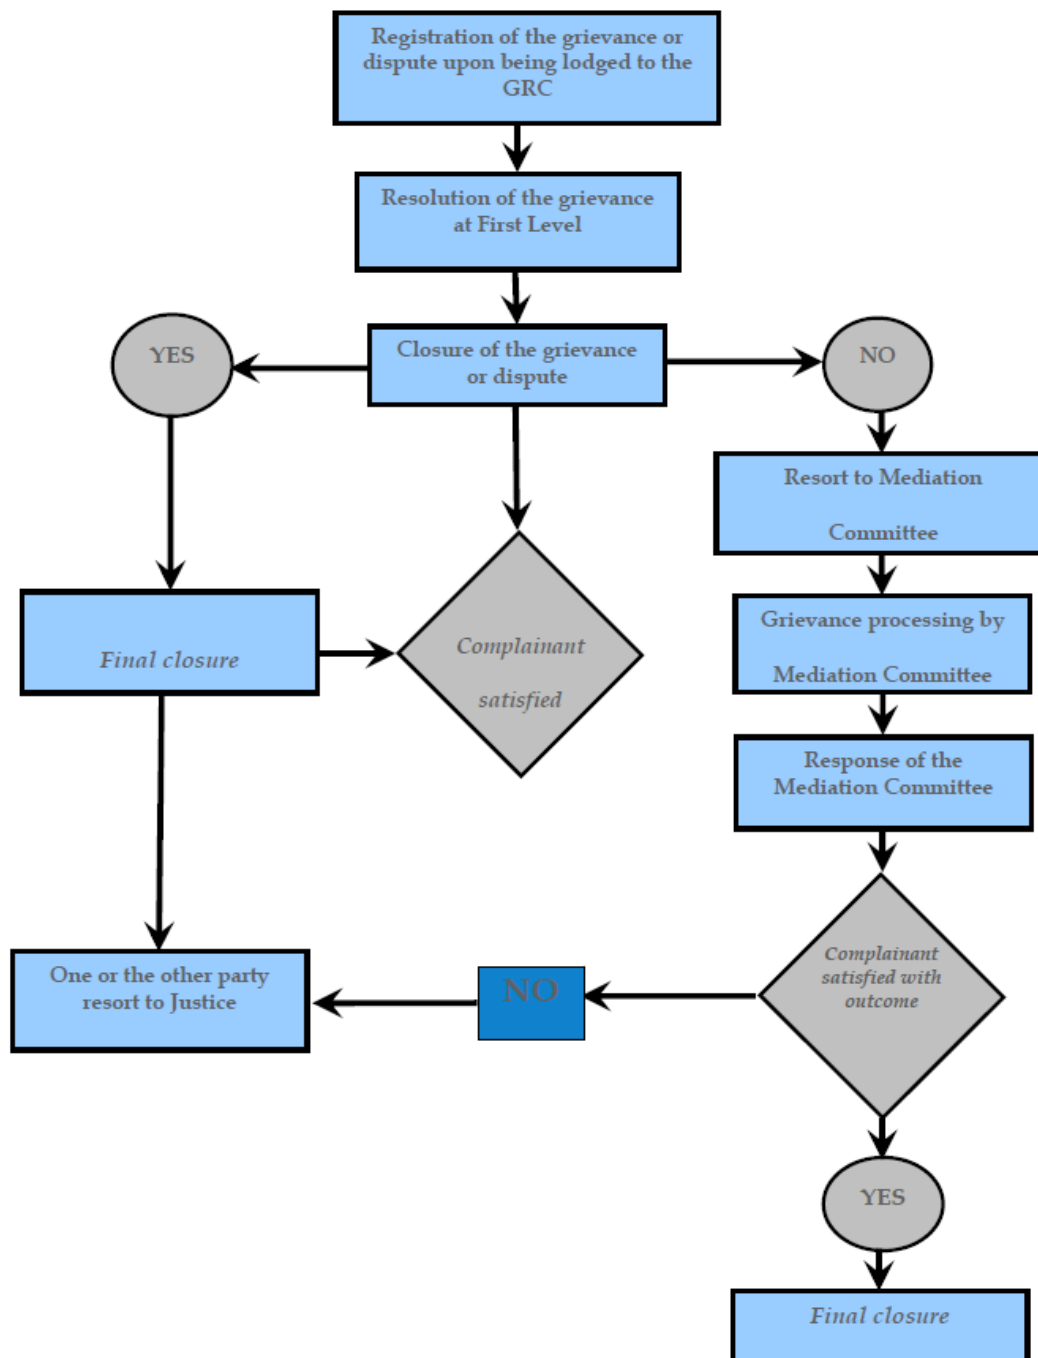 Registration of the grievance or
dispute upon being lodged to the
GRC
Resolution of the grievance
at First Level
YES
Closure of the grievance
or dispute
NO
Resort to Mediation
Committee
Final closure
Complainant
satisfied
Grievance processing by
Mediation Committee
Response of the
Mediation Committee
One or the other party
resort to Justice
NO
Complainant
satisfied with
outcome
YES
Final closure